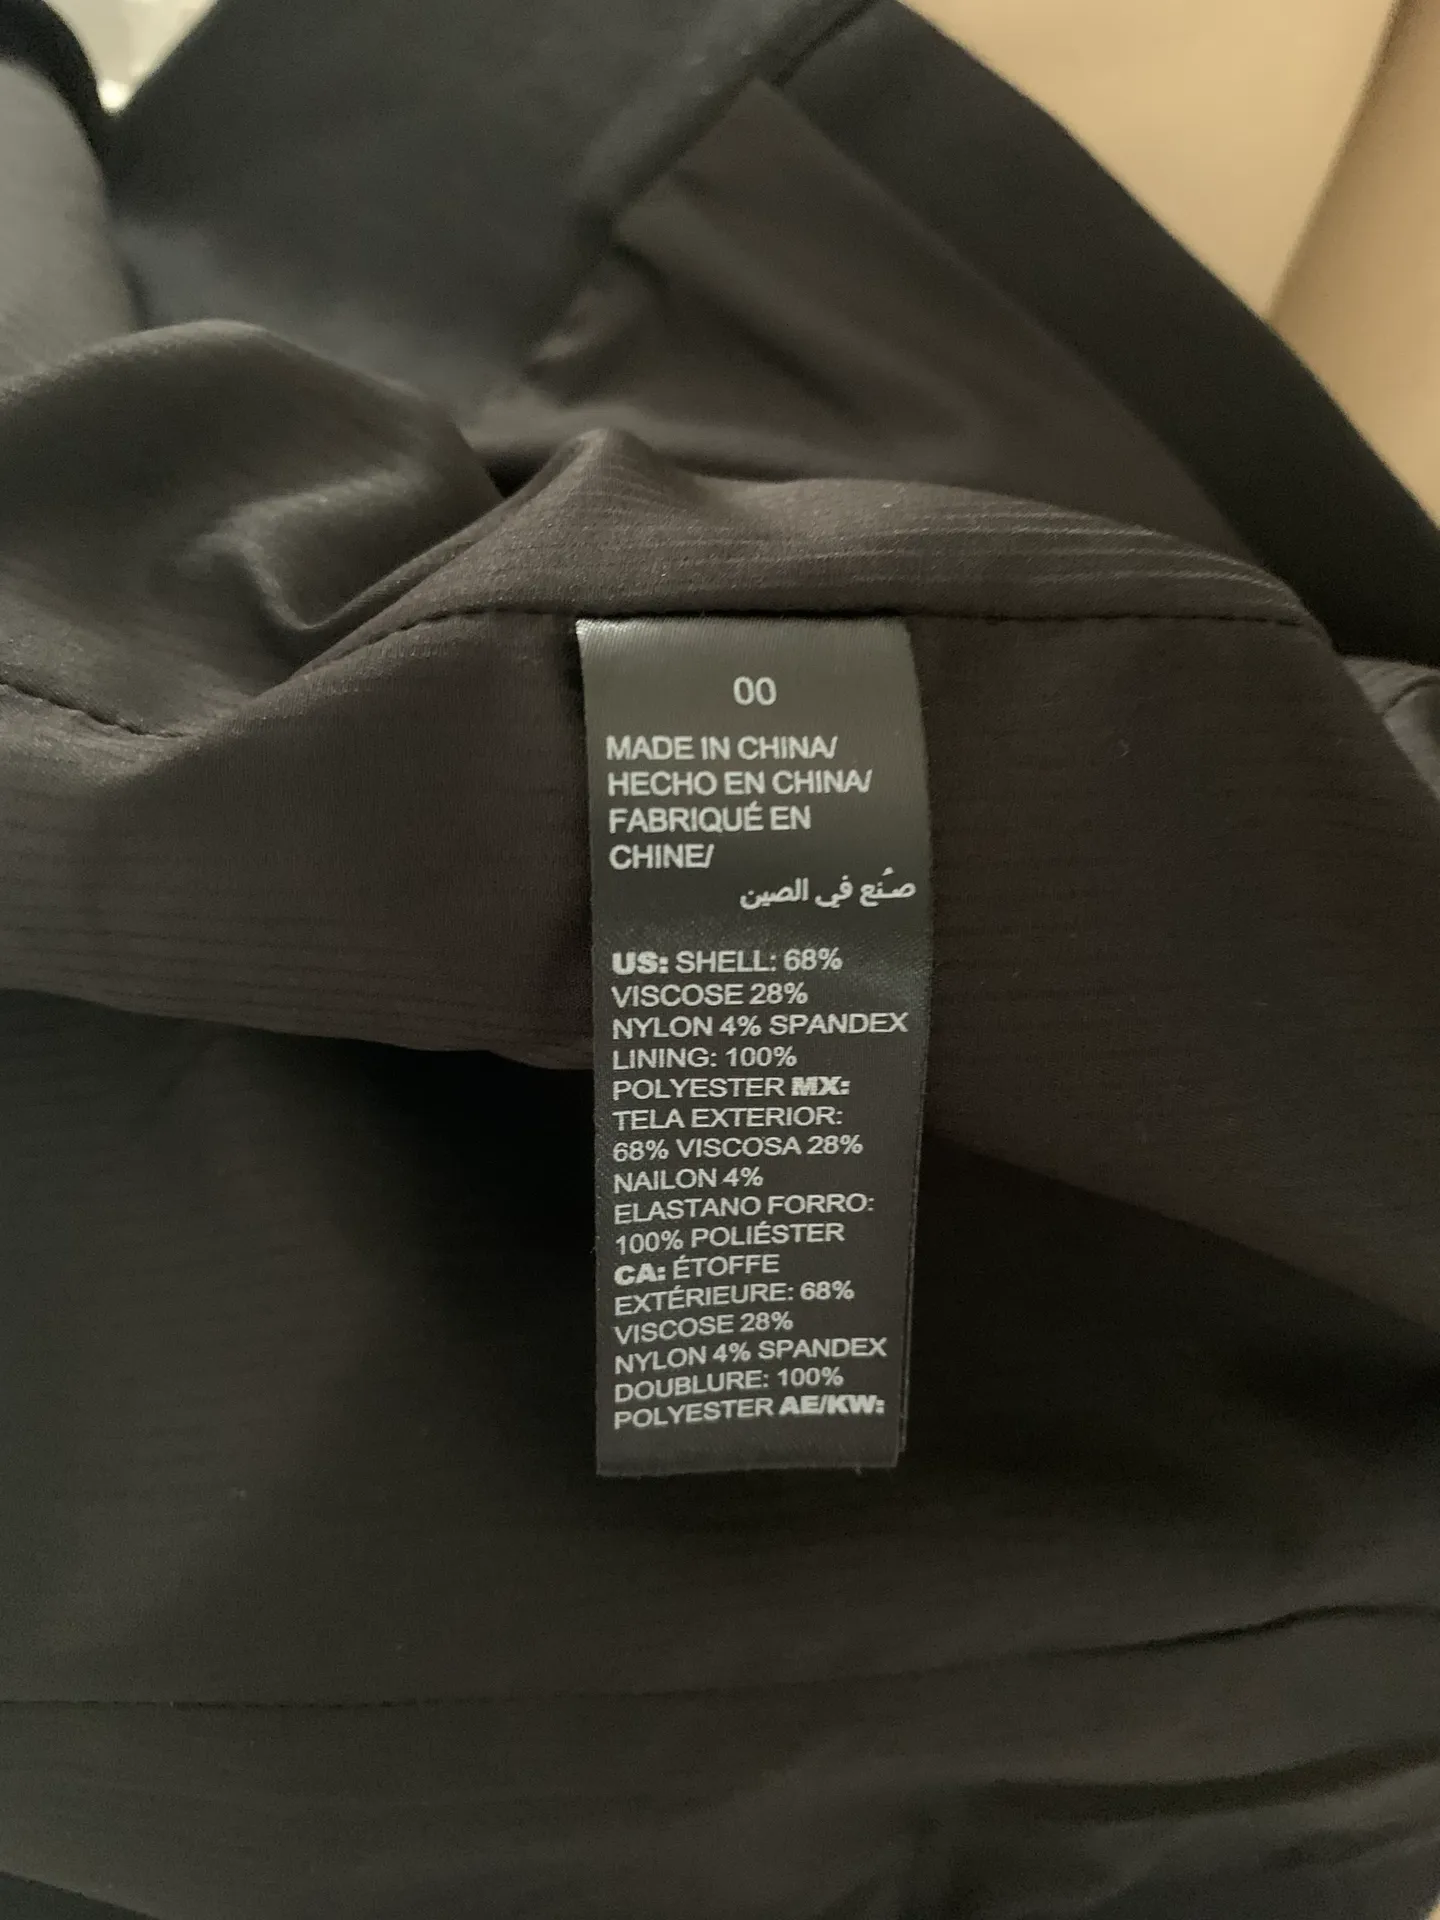 00
MADE IN CHINA/
HECHO EN CHINA/
FABRIQUÉ EN
CHINE/
صُنع في الصين
US: SHELL: 68%
VISCOSE 28%
NYLON 4% SPANDEX
LINING: 100%
POLYESTER MX:
TELA EXTERIOR:
68% VISCOSA 28%
NAILON 4%
ELASTANO FORRO:
100% POLIÉSTER
CA: ÉTOFFE
EXTÉRIEURE: 68%
VISCOSE 28%
NYLON 4% SPANDEX
DOUBLURE: 100%
POLYESTER AE/KW: